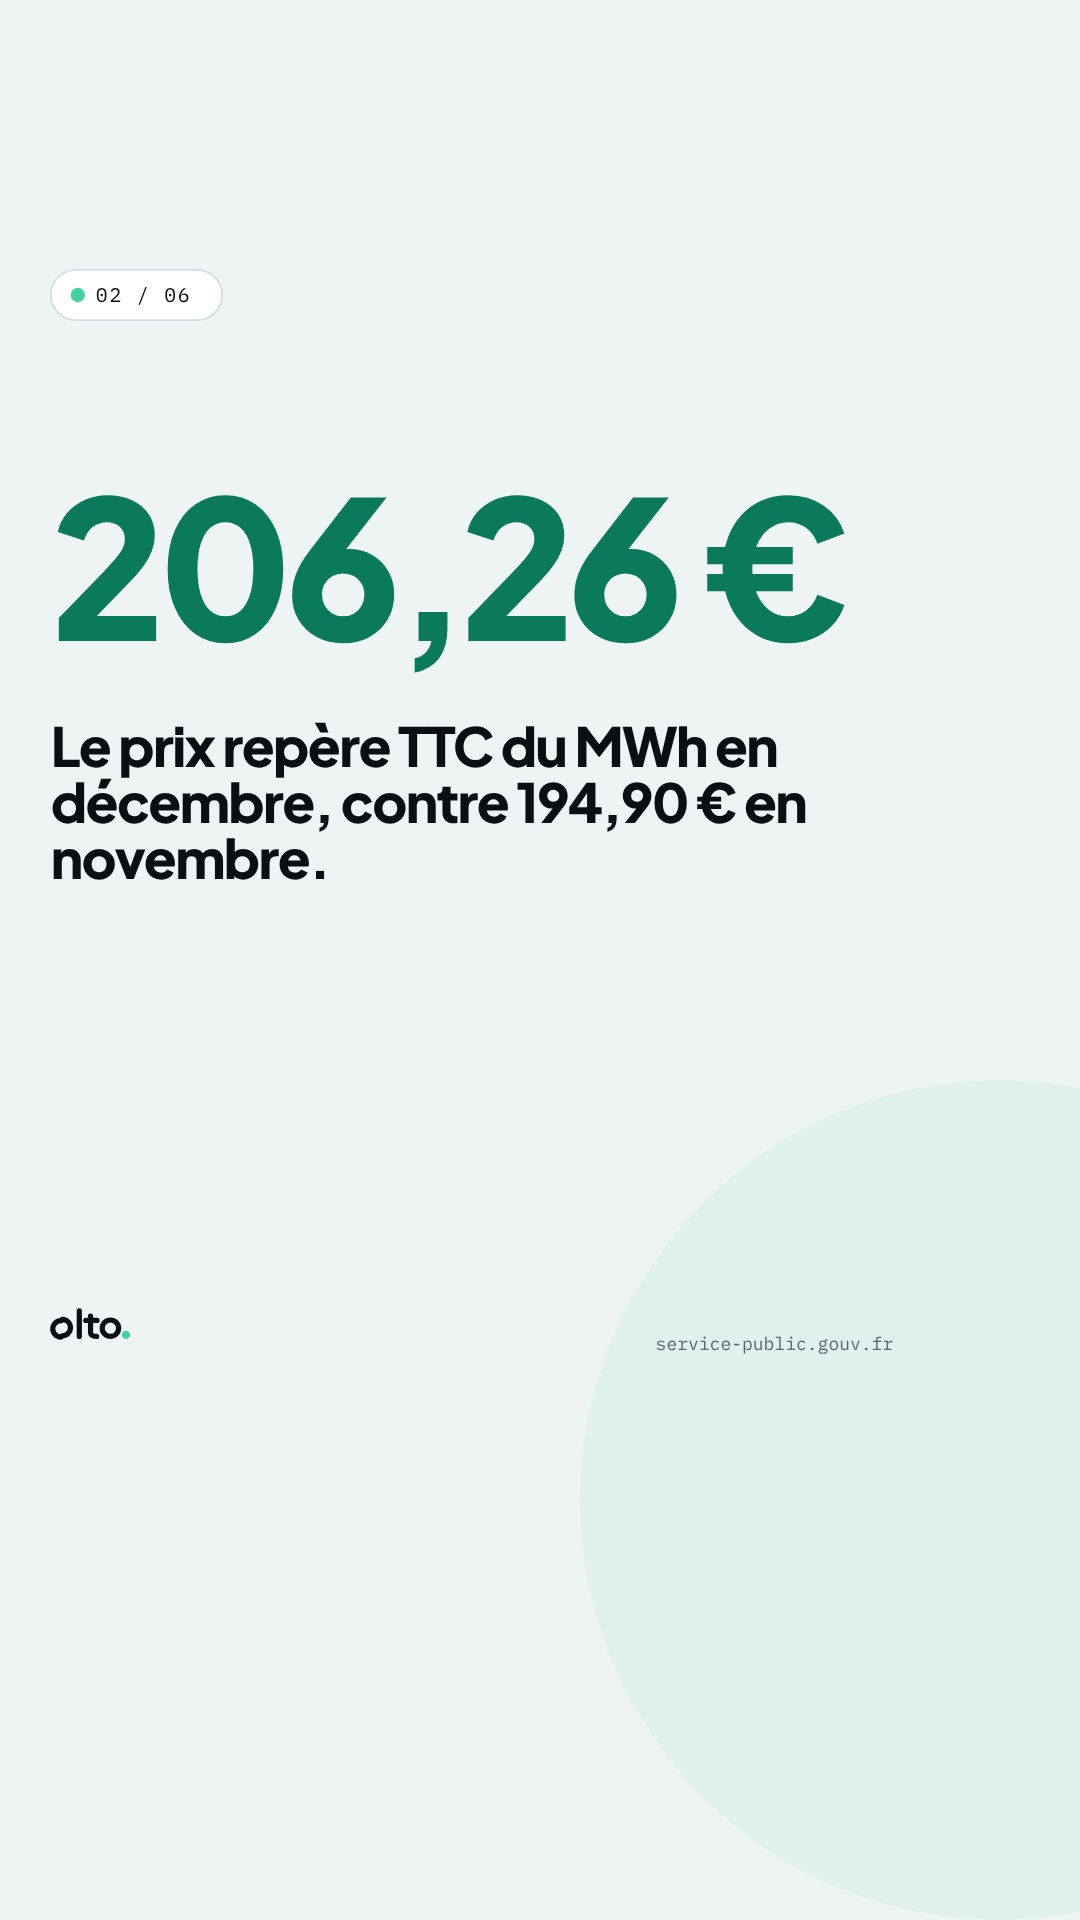 02 / 06
206,26 €
Le prix repère TTC du MWh en
décembre, contre 194,90 € en
novembre.
olto.
service-public.gouv.fr